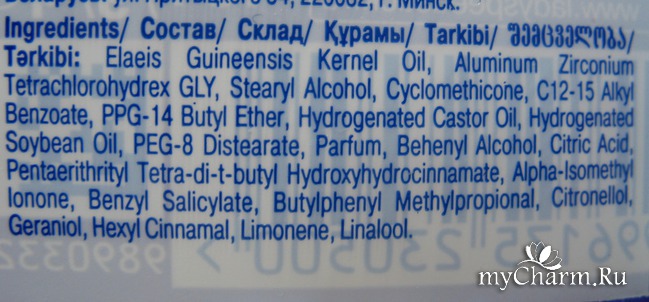 г. Минск.
Ingredients/ Состав/ Склад/ Құрамы/ Tarkibi/ შემცველობა/
Tərkibi: Elaeis Guineensis Kernel Oil, Aluminum Zirconium
Tetrachlorohydrex GLY, Stearyl Alcohol, Cyclomethicone, C12-15 Alkyl
Benzoate, PPG-14 Butyl Ether, Hydrogenated Castor Oil, Hydrogenated
Soybean Oil, PEG-8 Distearate, Parfum, Behenyl Alcohol, Citric Acid,
Pentaerithrityl Tetra-di-t-butyl Hydroxyhydrocinnamate, Alpha-Isomethyl
Ionone, Benzyl Salicylate, Butylphenyl Methylpropional, Citronellol,
Geraniol, Hexyl Cinnamal, Limonene, Linalool.
myCharm.Ru